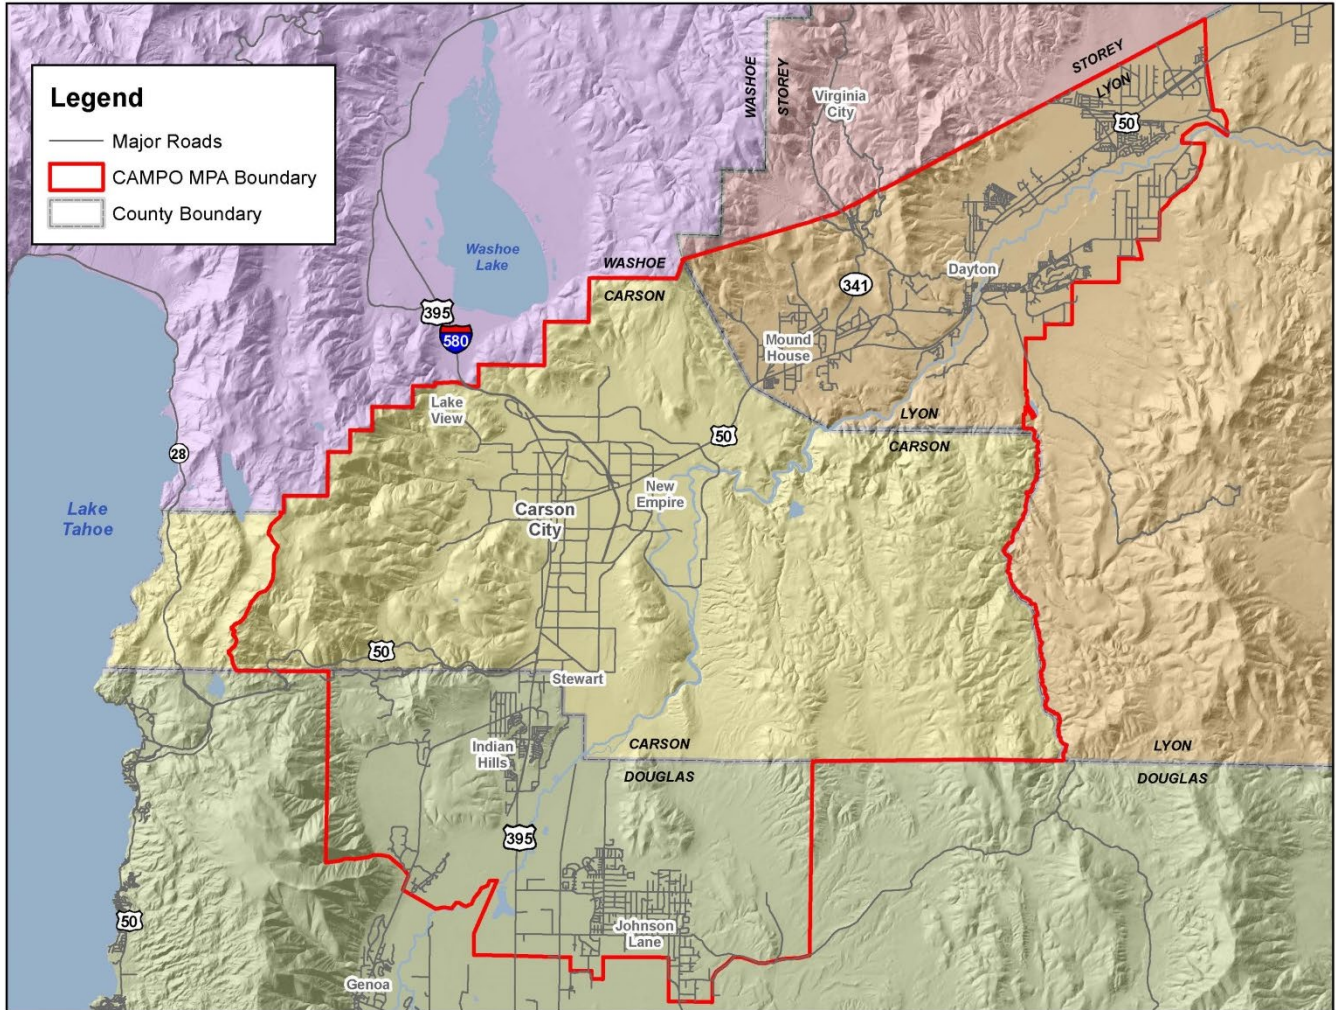 Legend
Major Roads
CAMPO MPA Boundary
County Boundary
WASHOE
STOREY
STOREY
LYON
Virginia
City
50
Washoe
Lake
WASHOE
CARSON
395
580
341
Dayton
Mound
House
Lake
View
LYON
CARSON
50
28
New
Empire
Lake
Tahoe
Carson
City
50
Stewart
Indian
Hills
CARSON
DOUGLAS
LYON
DOUGLAS
395
50
Johnson
Lane
Genoa